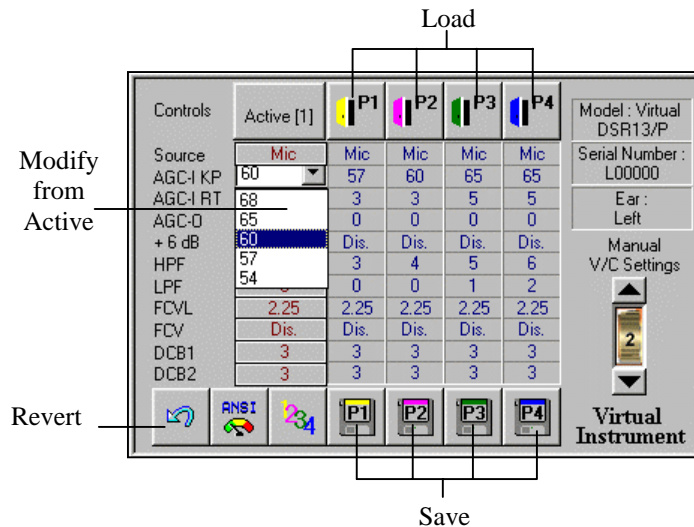 Load
Controls Active [1] P1 P2 P3 P4
Model : Virtual
DSR13/P
Source Mic Mic Mic Mic Mic
Serial Number :
L00000
AGC-I KP 60 57 60 65 65
AGC-I RT 68 3 3 5 5
Ear :
Left
AGC-O 65 0 0 0 0
+ 6 dB 60 Dis. Dis. Dis. Dis.
HPF 57 3 4 5 6
LPF 54 0 0 1 2
FCVL 2.25 2.25 2.25 2.25 2.25
FCV Dis. Dis. Dis. Dis. Dis.
DCB1 3 3 3 3 3
DCB2 3 3 3 3 3
Manual
V/C Settings
2
Modify
from
Active
Revert
ANSI 1234 P1 P2 P3 P4
Virtual
Instrument
Save